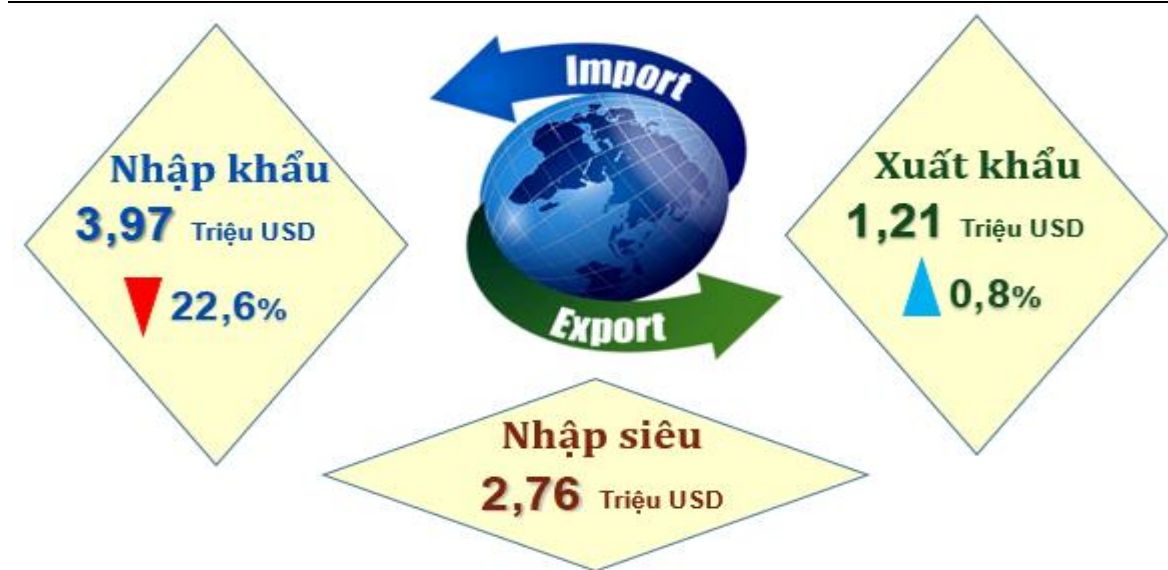 Import
Nhập khẩu
3,97 Triệu USD
22,6%
Xuất khẩu
1,21 Triệu USD
0,8%
Export
Nhập siêu
2,76 Triệu USD